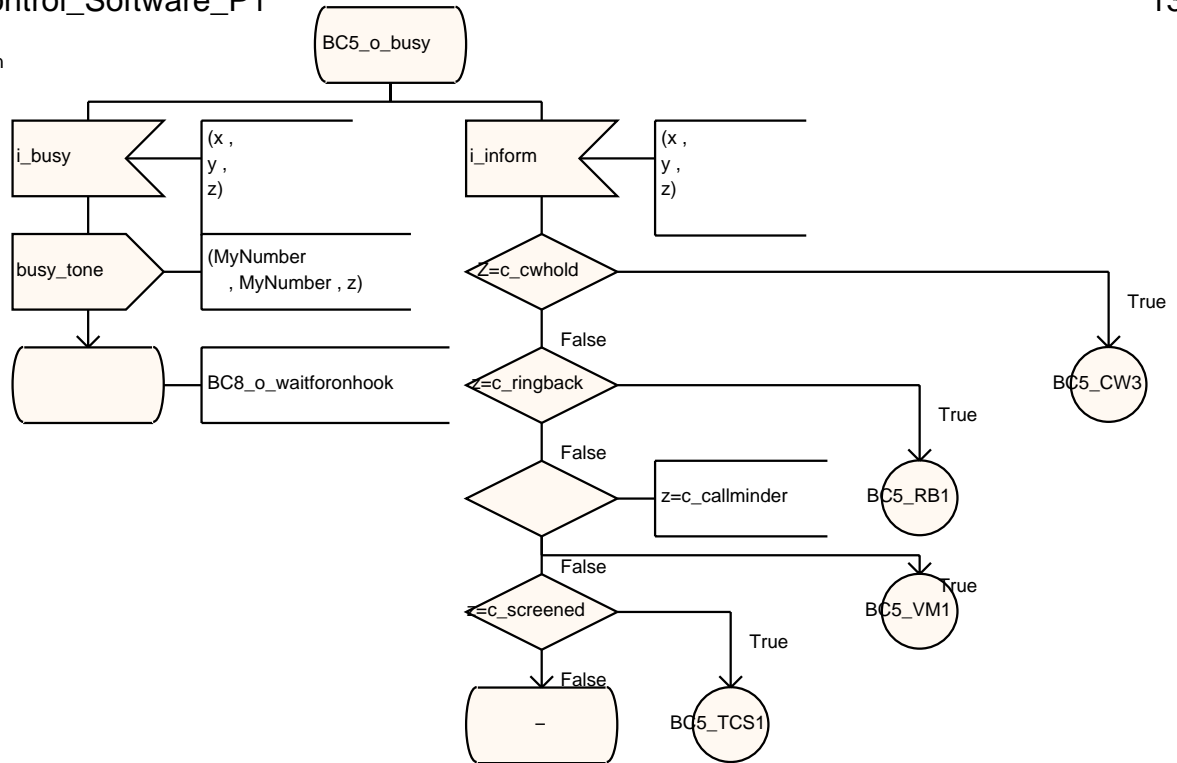 BC5_o_busy
i_busy
(x ,
y ,
z)
i_inform
(x ,
y ,
z)
busy_tone
(MyNumber
, MyNumber , z)
Z=c_cwhold
True
False
BC8_o_waitforonhook
z=c_ringback
BC5_CW3
True
False
z=c_callminder
BC5_RB1
False
True
z=c_screened
BC5_VM1
True
False
–
BC5_TCS1